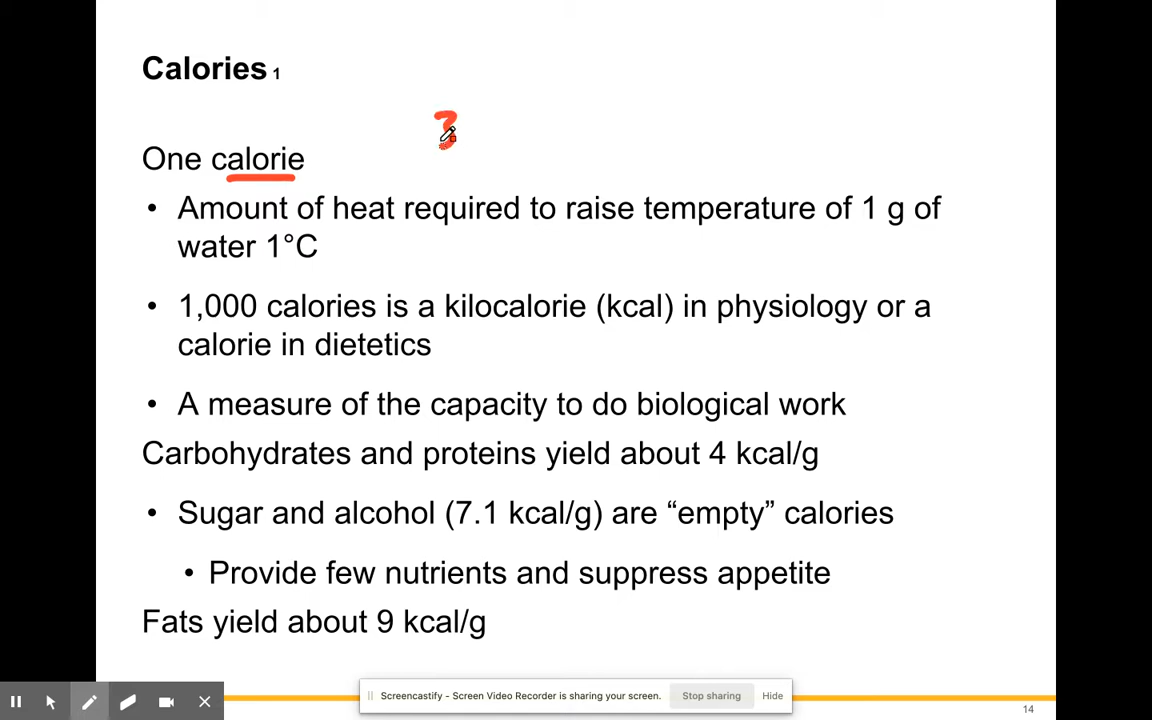 Calories 1
3
One calorie
• Amount of heat required to raise temperature of 1 g of
water 1°C
• 1,000 calories is a kilocalorie (kcal) in physiology or a
calorie in dietetics
• A measure of the capacity to do biological work
Carbohydrates and proteins yield about 4 kcal/g
• Sugar and alcohol (7.1 kcal/g) are “empty” calories
• Provide few nutrients and suppress appetite
Fats yield about 9 kcal/g
Screencastify - Screen Video Recorder is sharing your screen. Stop sharing Hide
14